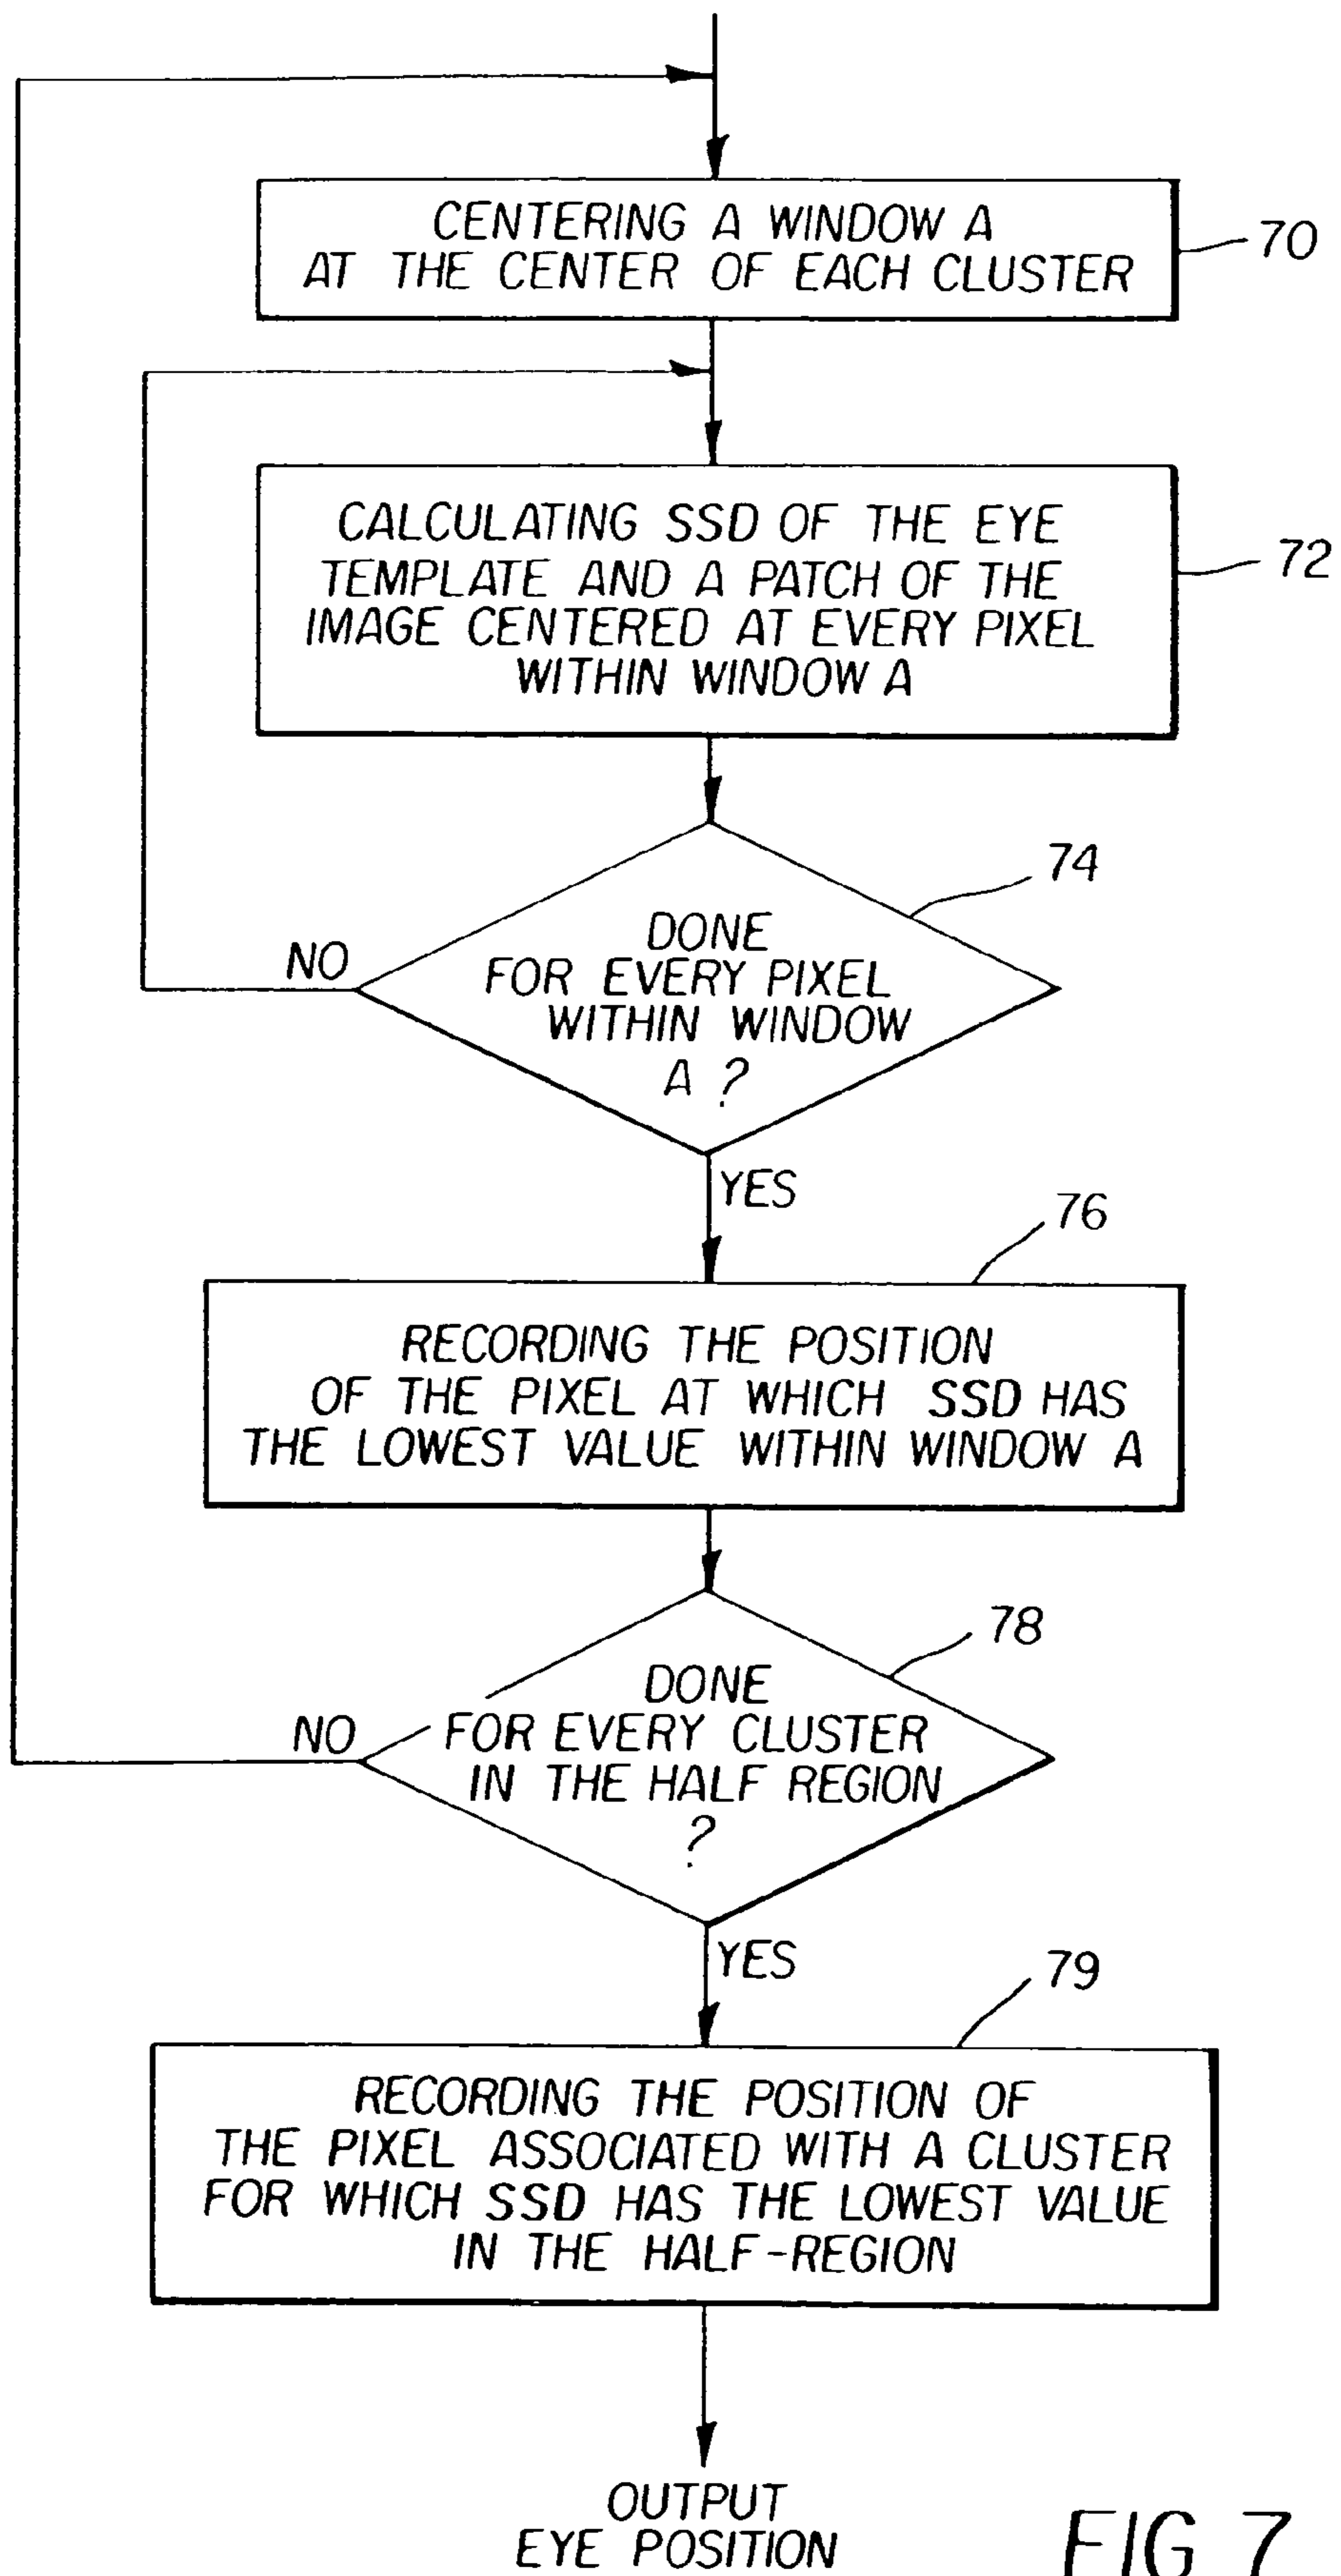 CENTERING A WINDOW A
AT THE CENTER OF EACH CLUSTER
70
CALCULATING SSD OF THE EYE
TEMPLATE AND A PATCH OF THE
IMAGE CENTERED AT EVERY PIXEL
WITHIN WINDOW A
72
74
DONE
FOR EVERY PIXEL
WITHIN WINDOW
A ?
NO
YES
76
RECORDING THE POSITION
OF THE PIXEL AT WHICH SSD HAS
THE LOWEST VALUE WITHIN WINDOW A
78
DONE
FOR EVERY CLUSTER
IN THE HALF REGION
?
NO
YES
79
RECORDING THE POSITION OF
THE PIXEL ASSOCIATED WITH A CLUSTER
FOR WHICH SSD HAS THE LOWEST VALUE
IN THE HALF-REGION
OUTPUT
EYE POSITION
FIG 7